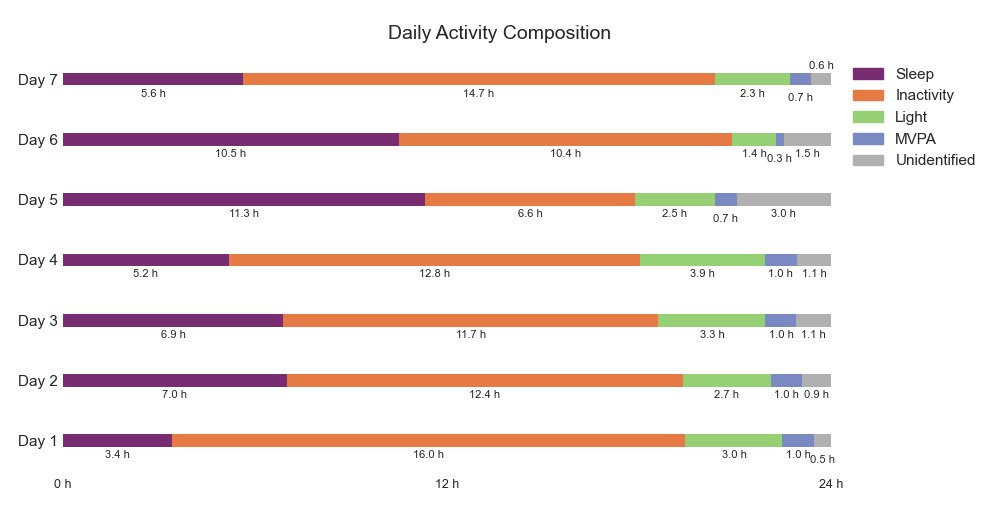 Daily Activity Composition
0.6 h
Day 7
5.6 h 14.7 h 2.3 h 0.7 h
Day 6
10.5 h 10.4 h 1.4 h 0.3 h 1.5 h
Day 5
11.3 h 6.6 h 2.5 h 0.7 h 3.0 h
Day 4
5.2 h 12.8 h 3.9 h 1.0 h 1.1 h
Day 3
6.9 h 11.7 h 3.3 h 1.0 h 1.1 h
Day 2
7.0 h 12.4 h 2.7 h 1.0 h 0.9 h
Day 1
3.4 h 16.0 h 3.0 h 1.0 h 0.5 h
0 h 12 h 24 h
Sleep
Inactivity
Light
MVPA
Unidentified